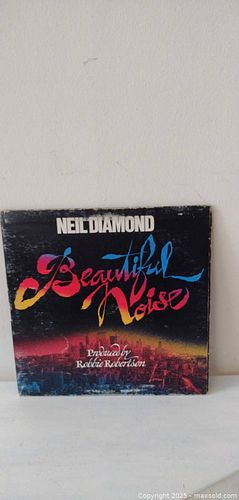 NEIL DIAMOND
Beautiful
Noise
Produced by
Robbie Robertson
© Copyright 2025 - maxsold.com